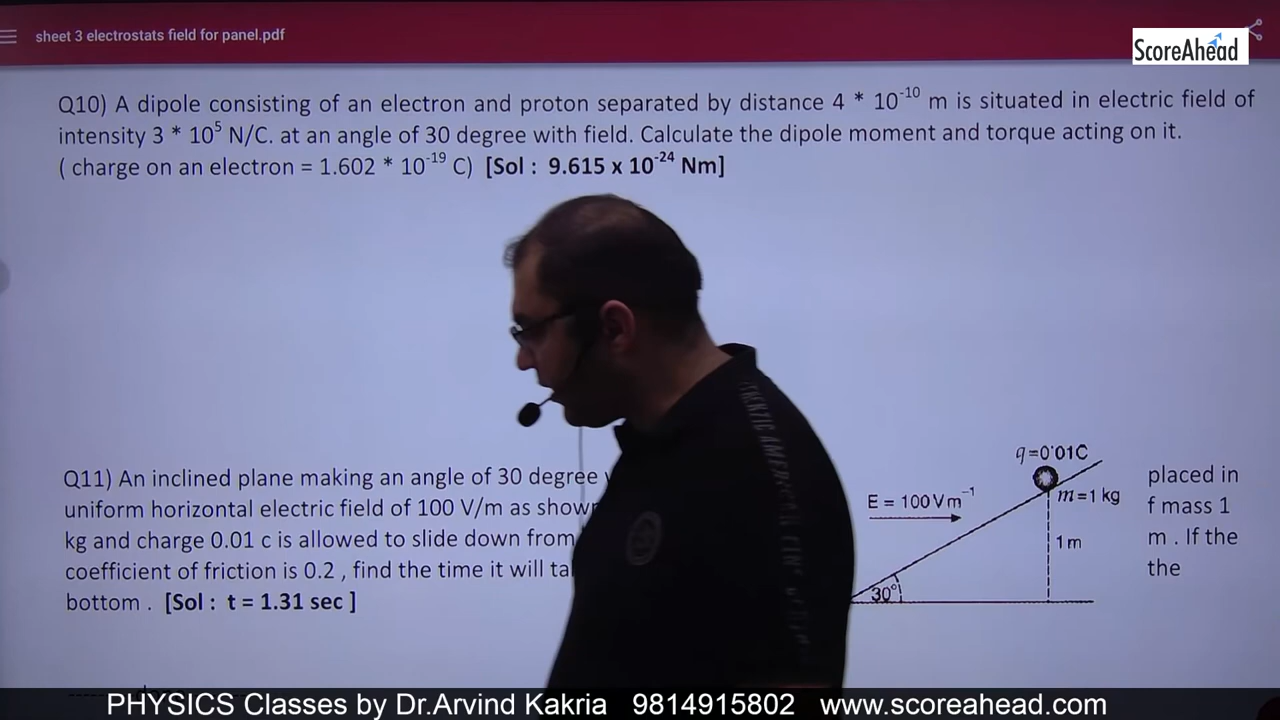 sheet 3 electrostats field for panel.pdf
ScoreAhead
Q10) A dipole consisting of an electron and proton separated by distance 4 * 10⁻¹⁰ m is situated in electric field of
intensity 3 * 10⁵ N/C. at an angle of 30 degree with field. Calculate the dipole moment and torque acting on it.
( charge on an electron = 1.602 * 10⁻¹⁹ C) [Sol : 9.615 x 10⁻²⁴ Nm]
Q11) An inclined plane making an angle of 30 degree placed in
uniform horizontal electric field of 100 V/m as f mass 1
kg and charge 0.01 c is allowed to slide down from m . If the
coefficient of friction is 0.2 , find the time it will the
bottom . [Sol : t = 1.31 sec ]
q=0·01C
E = 100 Vm⁻¹
m=1 kg
1m
30°
PHYSICS Classes by Dr.Arvind Kakria 9814915802 www.scoreahead.com